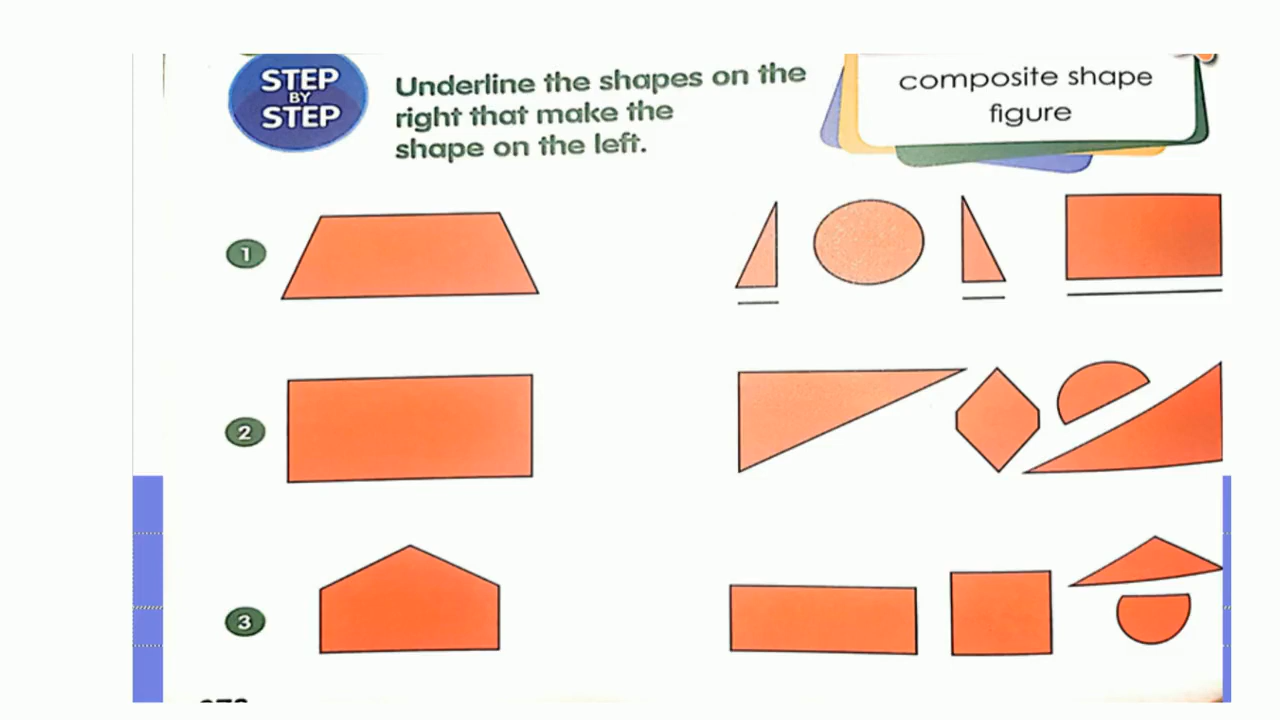 STEP
BY
STEP
Underline the shapes on the
right that make the
shape on the left.
composite shape
figure
1
2
3